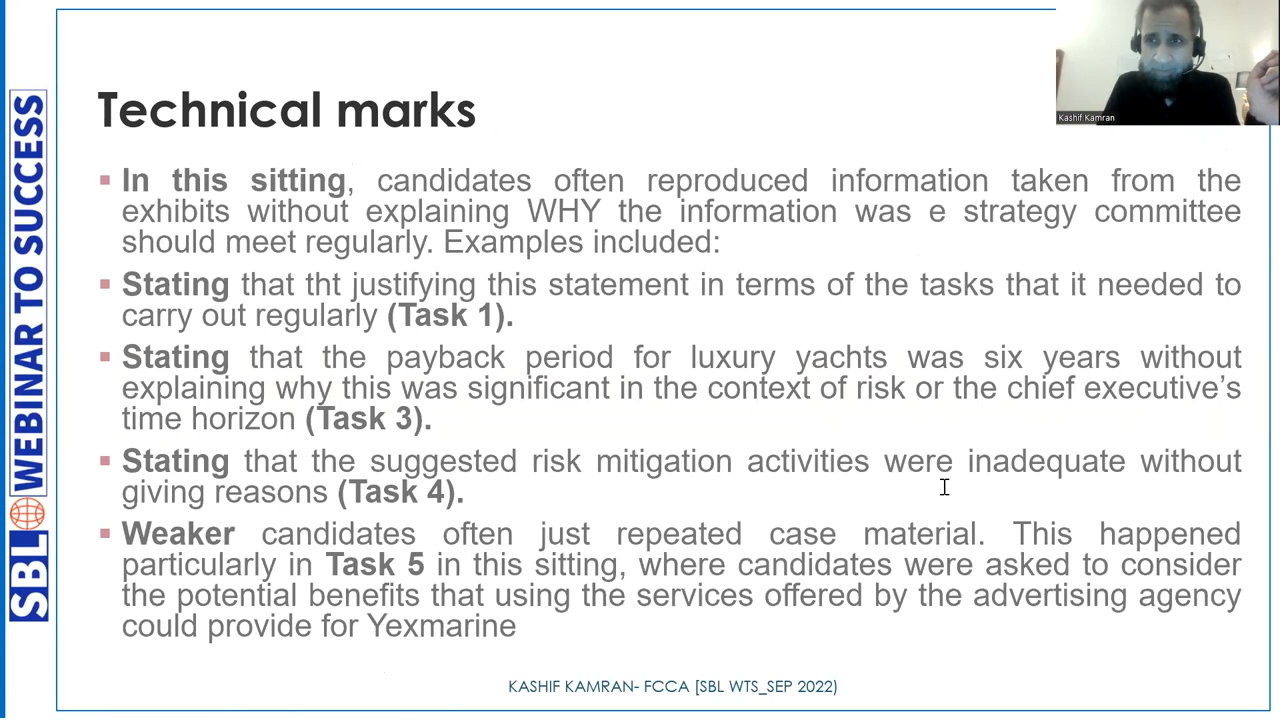 SBL WEBINAR TO SUCCESS
Kashif Kamran
Technical marks
▪ In this sitting, candidates often reproduced information taken from the
exhibits without explaining WHY the information was e strategy committee
should meet regularly. Examples included:
▪ Stating that tht justifying this statement in terms of the tasks that it needed to
carry out regularly (Task 1).
▪ Stating that the payback period for luxury yachts was six years without
explaining why this was significant in the context of risk or the chief executive’s
time horizon (Task 3).
▪ Stating that the suggested risk mitigation activities were inadequate without
giving reasons (Task 4).
▪ Weaker candidates often just repeated case material. This happened
particularly in Task 5 in this sitting, where candidates were asked to consider
the potential benefits that using the services offered by the advertising agency
could provide for Yexmarine
KASHIF KAMRAN- FCCA [SBL WTS_SEP 2022)